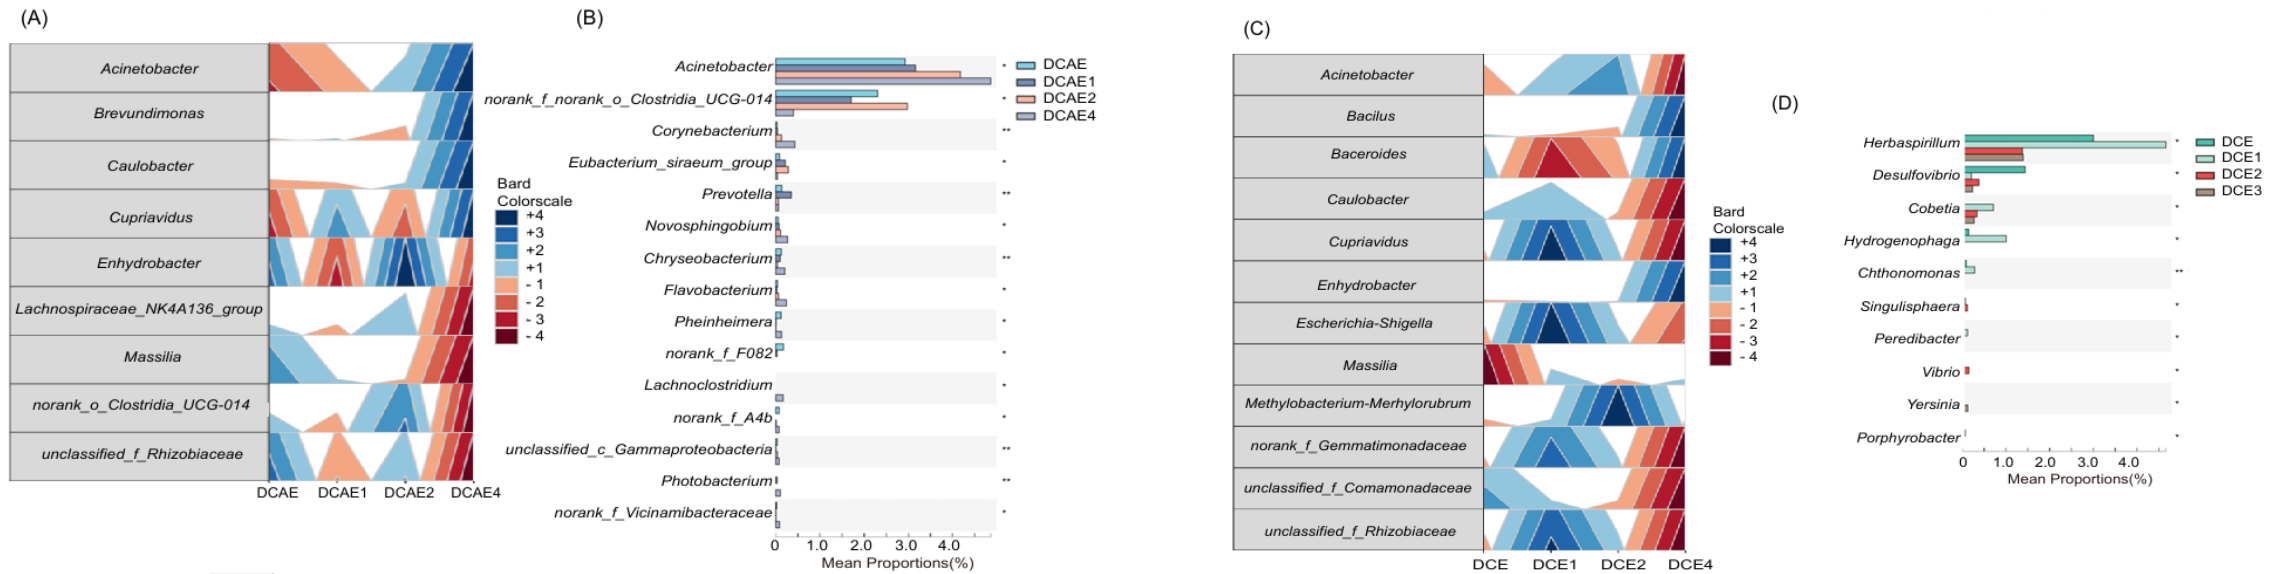 (A)
Acinetobacter
Brevundimonas
Caulobacter
Cupriavidus
Enhydrobacter
Lachnospiraceae_NK4A136_group
Massilia
norank_o_Clostridia_UCG-014
unclassified_f_Rhizobiaceae
DCAE DCAE1 DCAE2 DCAE4
Bard
Colorscale
+4
+3
+2
+1
- 1
- 2
- 3
- 4
(B)
Acinetobacter *
norank_f_norank_o_Clostridia_UCG-014 *
Corynebacterium **
Eubacterium_siraeum_group *
Prevotella **
Novosphingobium *
Chryseobacterium **
Flavobacterium *
Pheinheimera *
norank_f_F082 *
Lachnoclostridium *
norank_f_A4b *
unclassified_c_Gammaproteobacteria **
Photobacterium **
norank_f_Vicinamibacteraceae *
0 1.0 2.0 3.0 4.0
Mean Proportions(%)
DCAE
DCAE1
DCAE2
DCAE4
(C)
Acinetobacter
Bacilus
Baceroides
Caulobacter
Cupriavidus
Enhydrobacter
Escherichia-Shigella
Massilia
Methylobacterium-Merhylorubrum
norank_f_Gemmatimonadaceae
unclassified_f_Comamonadaceae
unclassified_f_Rhizobiaceae
DCE DCE1 DCE2 DCE4
Bard
Colorscale
+4
+3
+2
+1
- 1
- 2
- 3
- 4
(D)
Herbaspirillum *
Desulfovibrio *
Cobetia *
Hydrogenophaga *
Chthonomonas **
Singulisphaera *
Peredibacter *
Vibrio *
Yersinia *
Porphyrobacter *
0 1.0 2.0 3.0 4.0
Mean Proportions(%)
DCE
DCE1
DCE2
DCE3